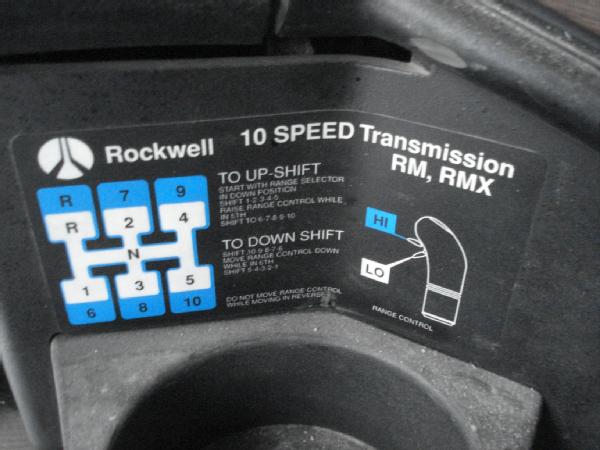 Rockwell 10 SPEED Transmission
RM, RMX
R 7 9
R 2 4
N
1 3 5
6 8 10
TO UP-SHIFT
START WITH RANGE SELECTOR
IN DOWN POSITION
SHIFT 1-2-3-4-5
RAISE RANGE CONTROL WHILE
IN 5TH
SHIFT TO 6-7-8-9-10
TO DOWN SHIFT
SHIFT 10-9-8-7-6
MOVE RANGE CONTROL DOWN
WHILE IN 6TH
SHIFT 5-4-3-2-1
DO NOT MOVE RANGE CONTROL
WHILE MOVING IN REVERSE
HI
LO
RANGE CONTROL